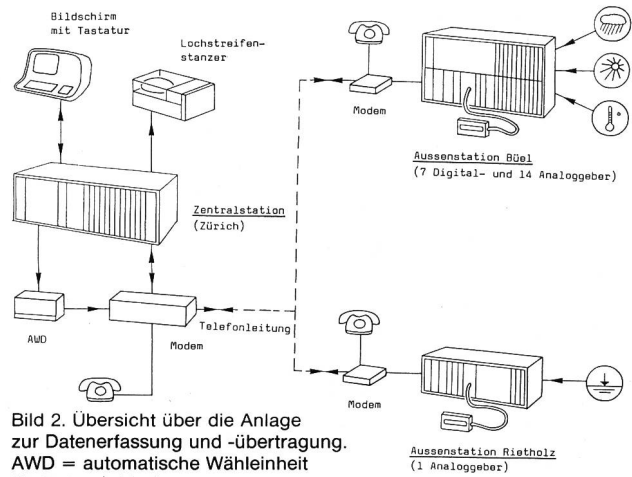 Bildschirm
mit Tastatur
Lochstreifen-
stanzer
Modem
Aussenstation Büel
(7 Digital- und 14 Analoggeber)
Zentralstation
(Zürich)
Telefonleitung
AWD
Modem
Modem
Aussenstation Rietholz
(1 Analoggeber)
Bild 2. Übersicht über die Anlage
zur Datenerfassung und -übertragung.
AWD = automatische Wähleinheit